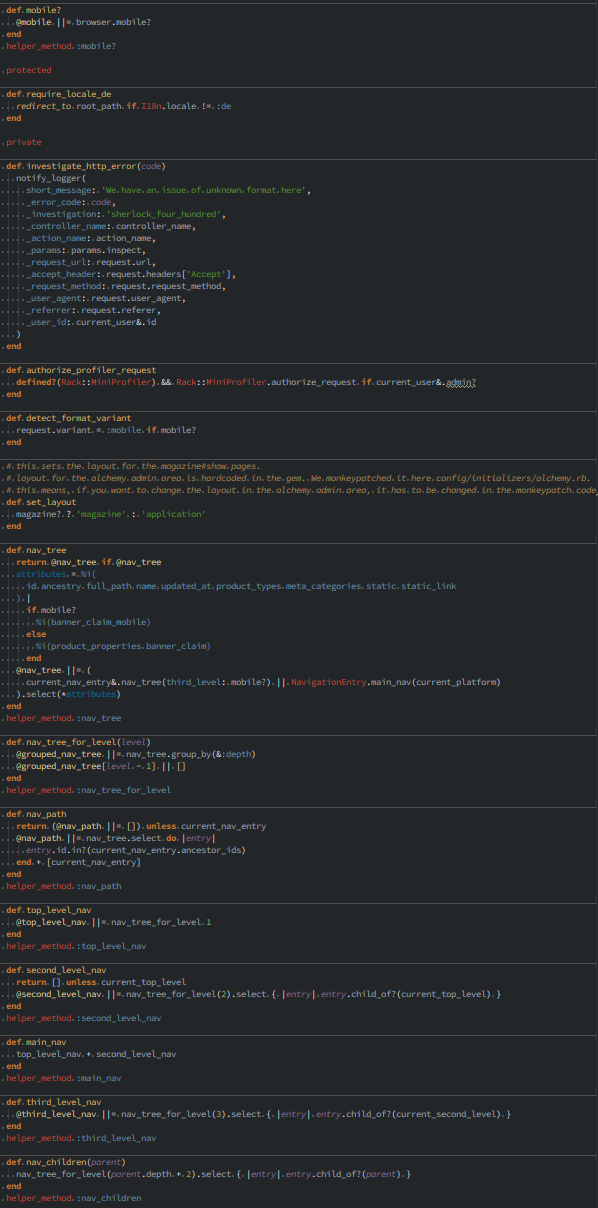 def mobile?
  @mobile ||= browser.mobile?
end
helper_method :mobile?

protected

def require_locale_de
  redirect_to root_path if I18n.locale != :de
end

private

def investigate_http_error(code)
  notify_logger(
    short_message: 'We have an issue of unknown format here',
    _error_code: code,
    _investigation: 'sherlock_four_hundred',
    _controller_name: controller_name,
    _action_name: action_name,
    _params: params.inspect,
    _request_url: request.url,
    _accept_header: request.headers['Accept'],
    _request_method: request.request_method,
    _user_agent: request.user_agent,
    _referrer: request.referer,
    _user_id: current_user&.id
  )
end

def authorize_profiler_request
  defined?(Rack::MiniProfiler) && Rack::MiniProfiler.authorize_request if current_user&.admin?
end

def detect_format_variant
  request.variant = :mobile if mobile?
end

# this sets the layout for the magazine#show pages.
# layout for the alchemy admin area is hardcoded in the gem. We monkeypatched it here config/initializers/alchemy.rb.
# this means, if you want to change the layout in the alchemy admin area, it has to be changed in the monkeypatch code
def set_layout
  magazine? ? 'magazine' : 'application'
end

def nav_tree
  return @nav_tree if @nav_tree
  attributes = %i(
    id ancestry full_path name updated_at product_types meta_categories static static_link
  ) |
    if mobile?
      %i(banner_claim_mobile)
    else
      %i(product_properties banner_claim)
    end
  @nav_tree ||= (
    current_nav_entry&.nav_tree(third_level: mobile?) || NavigationEntry.main_nav(current_platform)
  ).select(*attributes)
end
helper_method :nav_tree

def nav_tree_for_level(level)
  @grouped_nav_tree ||= nav_tree.group_by(&:depth)
  @grouped_nav_tree[level - 1] || []
end
helper_method :nav_tree_for_level

def nav_path
  return (@nav_path ||= []) unless current_nav_entry
  @nav_path ||= nav_tree.select do |entry|
    entry.id.in?(current_nav_entry.ancestor_ids)
  end + [current_nav_entry]
end
helper_method :nav_path

def top_level_nav
  @top_level_nav ||= nav_tree_for_level 1
end
helper_method :top_level_nav

def second_level_nav
  return [] unless current_top_level
  @second_level_nav ||= nav_tree_for_level(2).select { |entry| entry.child_of?(current_top_level) }
end
helper_method :second_level_nav

def main_nav
  top_level_nav + second_level_nav
end
helper_method :main_nav

def third_level_nav
  @third_level_nav ||= nav_tree_for_level(3).select { |entry| entry.child_of?(current_second_level) }
end
helper_method :third_level_nav

def nav_children(parent)
  nav_tree_for_level(parent.depth + 2).select { |entry| entry.child_of?(parent) }
end
helper_method :nav_children